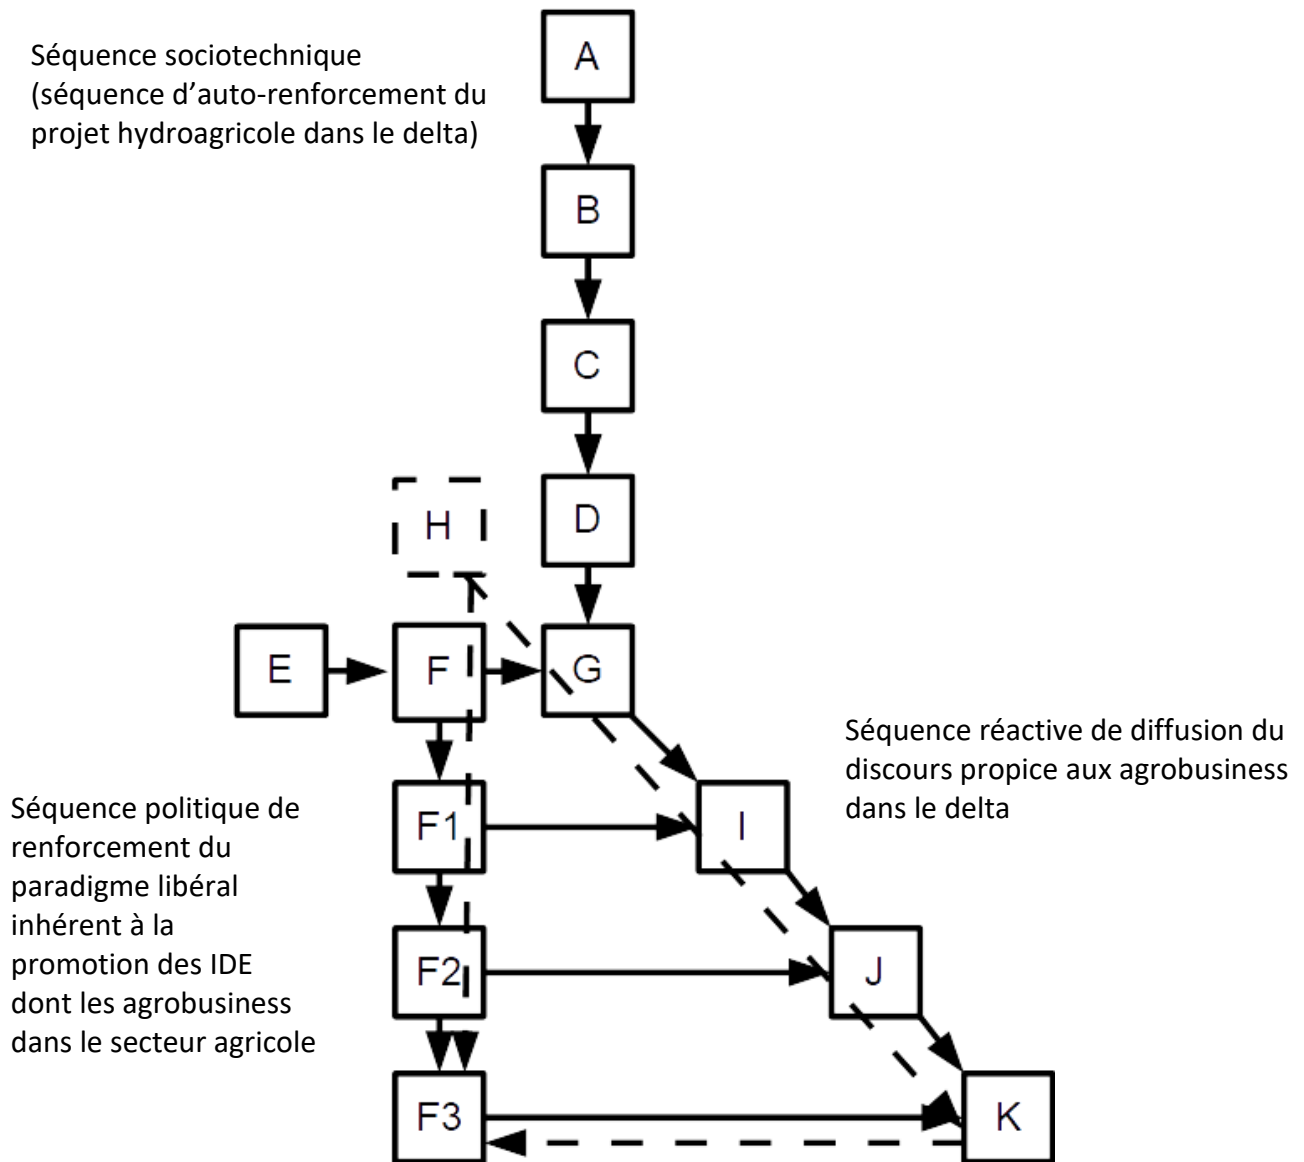 Séquence sociotechnique
(séquence d’auto-renforcement du
projet hydroagricole dans le delta)
A
B
C
D
H
E
F
G
Séquence réactive de diffusion du
discours propice aux agrobusiness
dans le delta
Séquence politique de
renforcement du
paradigme libéral
inhérent à la
promotion des IDE
dont les agrobusiness
dans le secteur agricole
F1
I
F2
J
F3
K